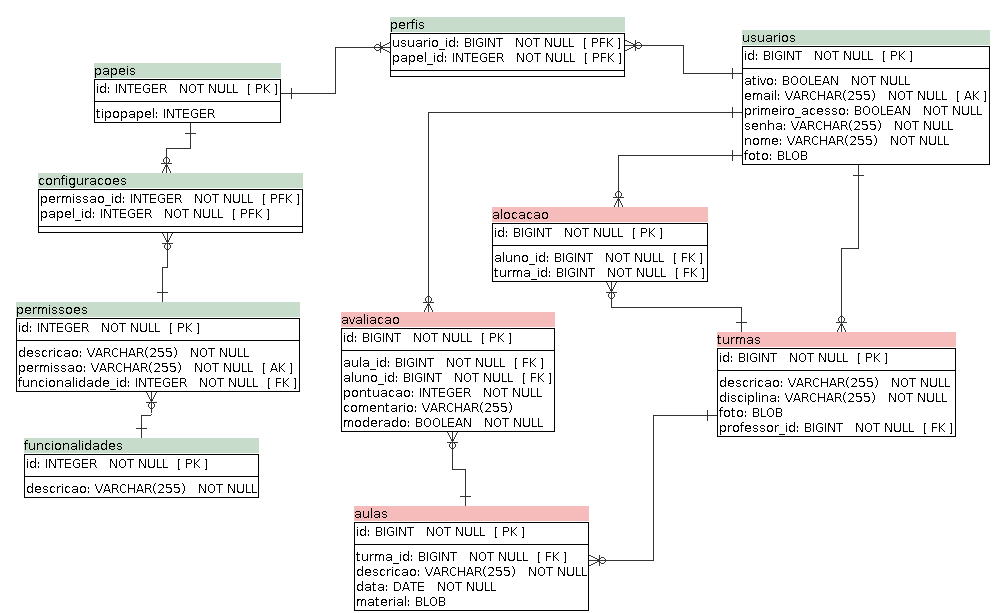 perfis
usuario_id: BIGINT NOT NULL [ PFK ]
papel_id: INTEGER NOT NULL [ PFK ]
usuarios
id: BIGINT NOT NULL [ PK ]
ativo: BOOLEAN NOT NULL
email: VARCHAR(255) NOT NULL [ AK ]
primeiro_acesso: BOOLEAN NOT NULL
senha: VARCHAR(255) NOT NULL
nome: VARCHAR(255) NOT NULL
foto: BLOB
papeis
id: INTEGER NOT NULL [ PK ]
tipopapel: INTEGER
configuracoes
permissao_id: INTEGER NOT NULL [ PFK ]
papel_id: INTEGER NOT NULL [ PFK ]
alocacao
id: BIGINT NOT NULL [ PK ]
aluno_id: BIGINT NOT NULL [ FK ]
turma_id: BIGINT NOT NULL [ FK ]
permissoes
id: INTEGER NOT NULL [ PK ]
descricao: VARCHAR(255) NOT NULL
permissao: VARCHAR(255) NOT NULL [ AK ]
funcionalidade_id: INTEGER NOT NULL [ FK ]
avaliacao
id: BIGINT NOT NULL [ PK ]
aula_id: BIGINT NOT NULL [ FK ]
aluno_id: BIGINT NOT NULL [ FK ]
pontuacao: INTEGER NOT NULL
comentario: VARCHAR(255)
moderado: BOOLEAN NOT NULL
turmas
id: BIGINT NOT NULL [ PK ]
descricao: VARCHAR(255) NOT NULL
disciplina: VARCHAR(255) NOT NULL
foto: BLOB
professor_id: BIGINT NOT NULL [ FK ]
funcionalidades
id: INTEGER NOT NULL [ PK ]
descricao: VARCHAR(255) NOT NULL
aulas
id: BIGINT NOT NULL [ PK ]
turma_id: BIGINT NOT NULL [ FK ]
descricao: VARCHAR(255) NOT NULL
data: DATE NOT NULL
material: BLOB